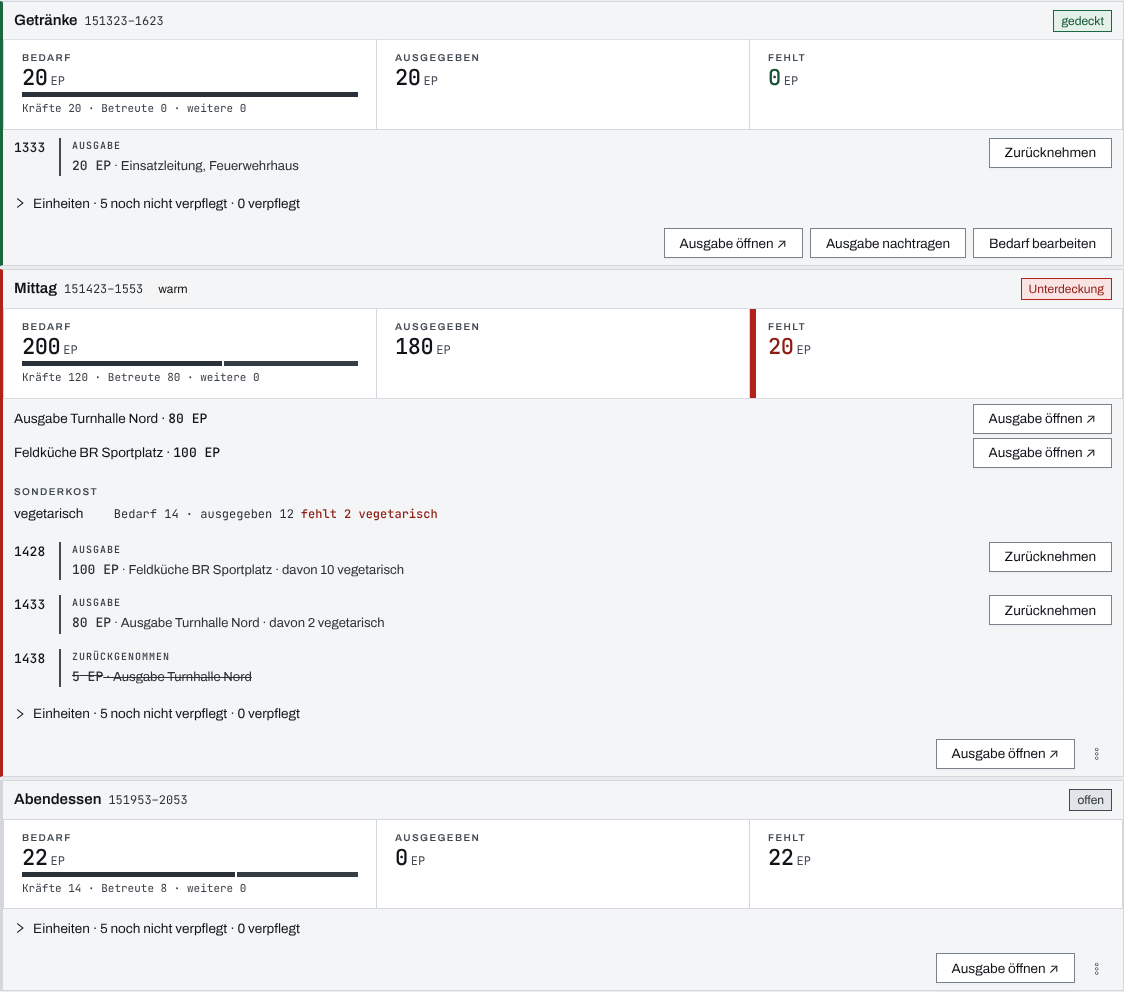 Getränke 151323–1623 gedeckt
BEDARF AUSGEGEBEN FEHLT
20 EP 20 EP 0 EP
Kräfte 20 · Betreute 0 · weitere 0
1333 AUSGABE Zurücknehmen
20 EP · Einsatzleitung, Feuerwehrhaus
Einheiten · 5 noch nicht verpflegt · 0 verpflegt
Ausgabe öffnen ↗ Ausgabe nachtragen Bedarf bearbeiten
Mittag 151423–1553 warm Unterdeckung
BEDARF AUSGEGEBEN FEHLT
200 EP 180 EP 20 EP
Kräfte 120 · Betreute 80 · weitere 0
Ausgabe Turnhalle Nord · 80 EP Ausgabe öffnen ↗
Feldküche BR Sportplatz · 100 EP Ausgabe öffnen ↗
SONDERKOST
vegetarisch Bedarf 14 · ausgegeben 12 fehlt 2 vegetarisch
1428 AUSGABE Zurücknehmen
100 EP · Feldküche BR Sportplatz · davon 10 vegetarisch
1433 AUSGABE Zurücknehmen
80 EP · Ausgabe Turnhalle Nord · davon 2 vegetarisch
1438 ZURÜCKGENOMMEN
5 EP · Ausgabe Turnhalle Nord
Einheiten · 5 noch nicht verpflegt · 0 verpflegt
Ausgabe öffnen ↗
Abendessen 151953–2053 offen
BEDARF AUSGEGEBEN FEHLT
22 EP 0 EP 22 EP
Kräfte 14 · Betreute 8 · weitere 0
Einheiten · 5 noch nicht verpflegt · 0 verpflegt
Ausgabe öffnen ↗